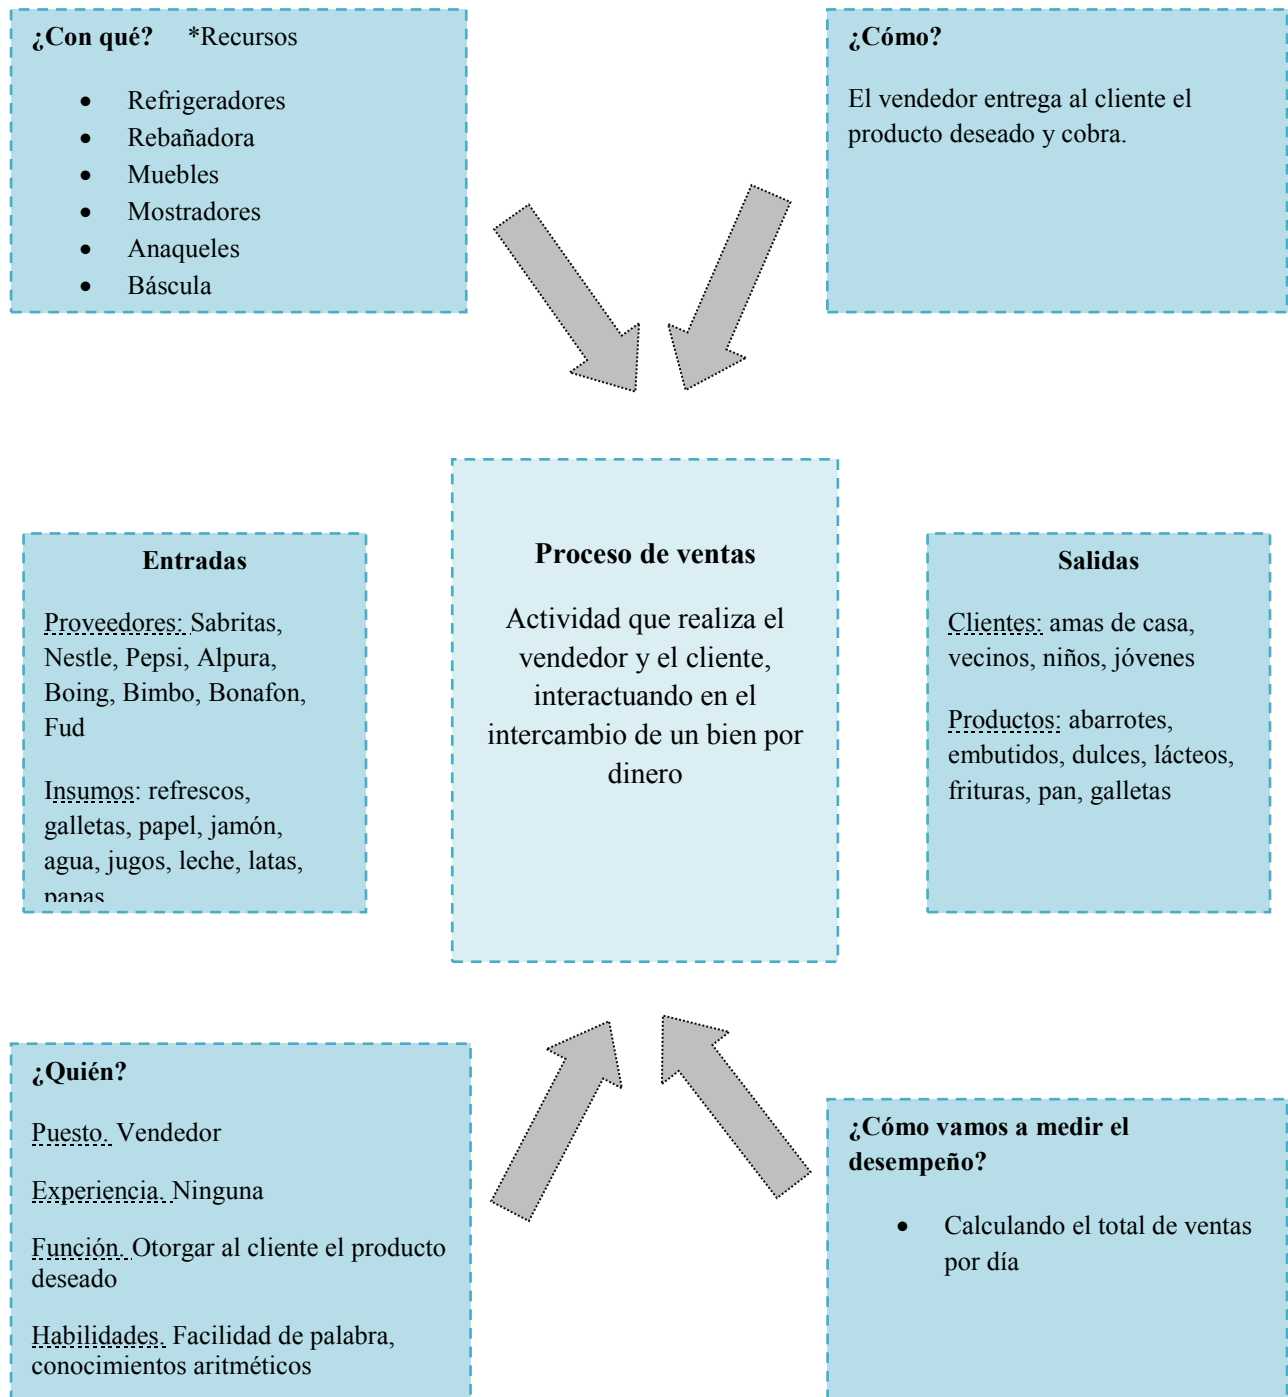 ¿Con qué? *Recursos
• Refrigeradores
• Rebañadora
• Muebles
• Mostradores
• Anaqueles
• Báscula
¿Cómo?
El vendedor entrega al cliente el
producto deseado y cobra.
Entradas
Proveedores: Sabritas,
Nestle, Pepsi, Alpura,
Boing, Bimbo, Bonafon,
Fud
Insumos: refrescos,
galletas, papel, jamón,
agua, jugos, leche, latas,
papas
Proceso de ventas
Actividad que realiza el
vendedor y el cliente,
interactuando en el
intercambio de un bien por
dinero
Salidas
Clientes: amas de casa,
vecinos, niños, jóvenes
Productos: abarrotes,
embutidos, dulces, lácteos,
frituras, pan, galletas
¿Quién?
Puesto. Vendedor
Experiencia. Ninguna
Función. Otorgar al cliente el producto
deseado
Habilidades. Facilidad de palabra,
conocimientos aritméticos
¿Cómo vamos a medir el
desempeño?
• Calculando el total de ventas
por día